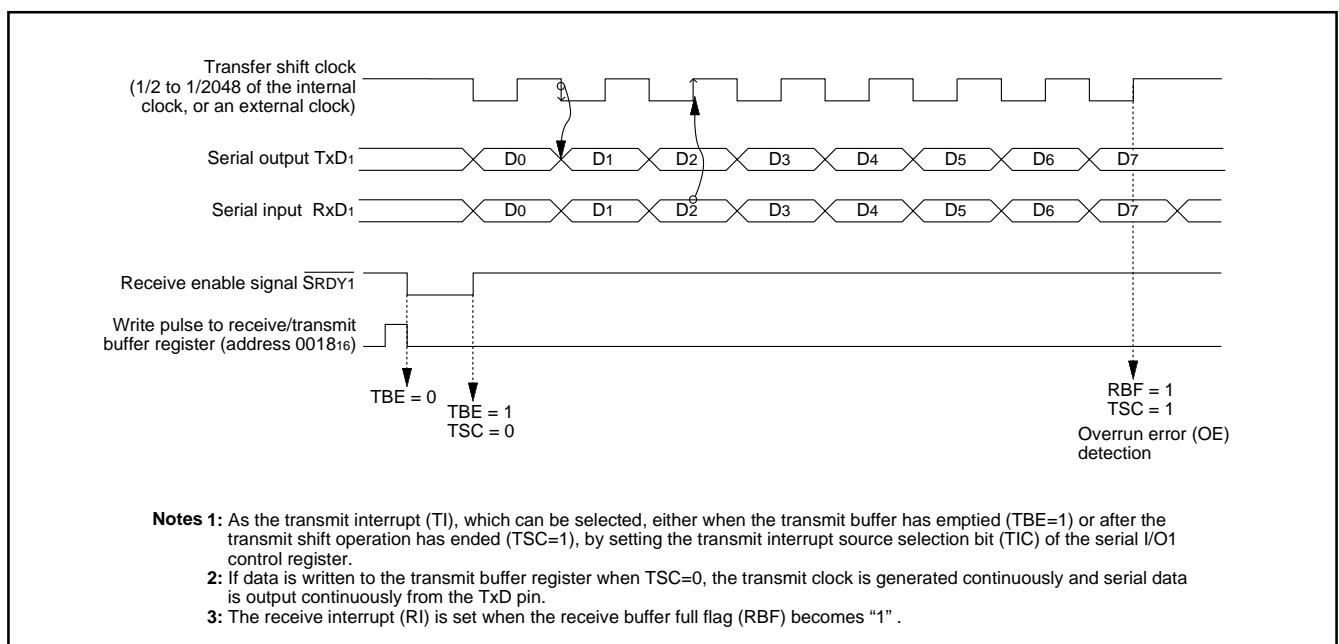 Transfer shift clock
(1/2 to 1/2048 of the internal
clock, or an external clock)
Serial output TxD1
D0 D1 D2 D3 D4 D5 D6 D7
Serial input RxD1
D0 D1 D2 D3 D4 D5 D6 D7
Receive enable signal SRDY1
Write pulse to receive/transmit
buffer register (address 001816)
TBE = 0
TBE = 1
TSC = 0
RBF = 1
TSC = 1
Overrun error (OE)
detection
Notes 1: As the transmit interrupt (TI), which can be selected, either when the transmit buffer has emptied (TBE=1) or after the
transmit shift operation has ended (TSC=1), by setting the transmit interrupt source selection bit (TIC) of the serial I/O1
control register.
2: If data is written to the transmit buffer register when TSC=0, the transmit clock is generated continuously and serial data
is output continuously from the TxD pin.
3: The receive interrupt (RI) is set when the receive buffer full flag (RBF) becomes “1” .